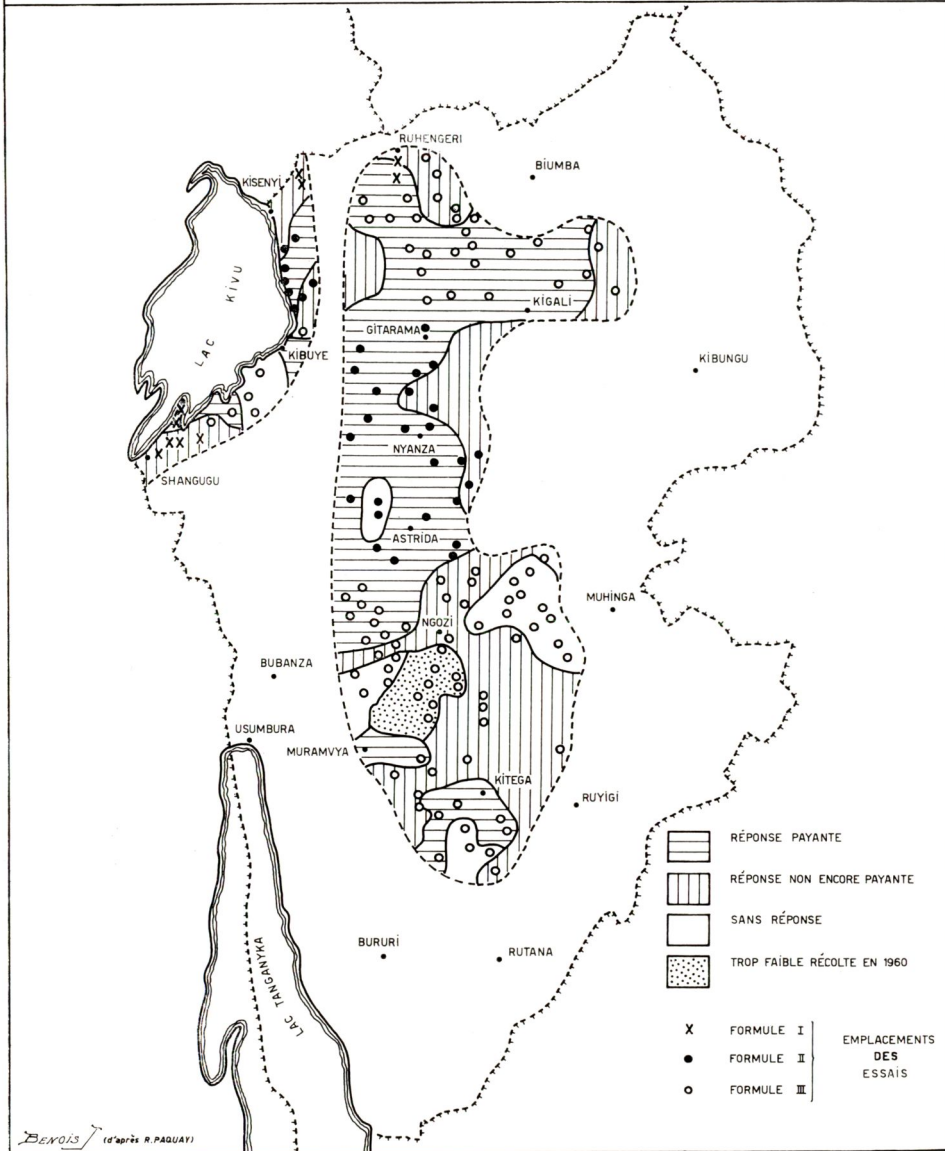 RUHENGERI
BIUMBA
KISENYI
LAC KIVU
KIGALI
GITARAMA
KIBUYE
KIBUNGU
NYANZA
SHANGUGU
ASTRIDA
MUHINGA
NGOZI
BUBANZA
USUMBURA
MURAMVYA
KITEGA
RUYIGI
RÉPONSE PAYANTE
RÉPONSE NON ENCORE PAYANTE
SANS RÉPONSE
TROP FAIBLE RÉCOLTE EN 1960
BURURI
RUTANA
LAC TANGANYKA
X FORMULE I
FORMULE II
FORMULE III
EMPLACEMENTS
DES
ESSAIS
BENOIS J (d'après R.PAQUAY)